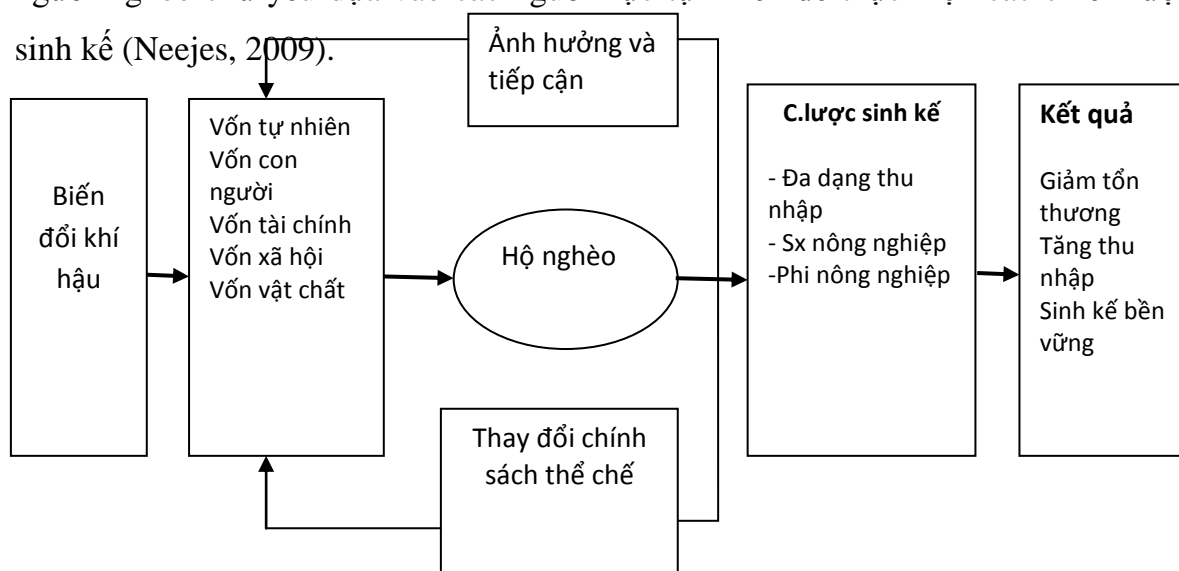 sinh kế (Neejes, 2009).
Ảnh hưởng và
tiếp cận
Biến
đổi khí
hậu
Vốn tự nhiên
Vốn con
người
Vốn tài chính
Vốn xã hội
Vốn vật chất
Hộ nghèo
Thay đổi chính
sách thể chế
C.lược sinh kế
- Đa dạng thu
nhập
- Sx nông nghiệp
-Phi nông nghiệp
Kết quả
Giảm tổn
thương
Tăng thu
nhập
Sinh kế bền
vững